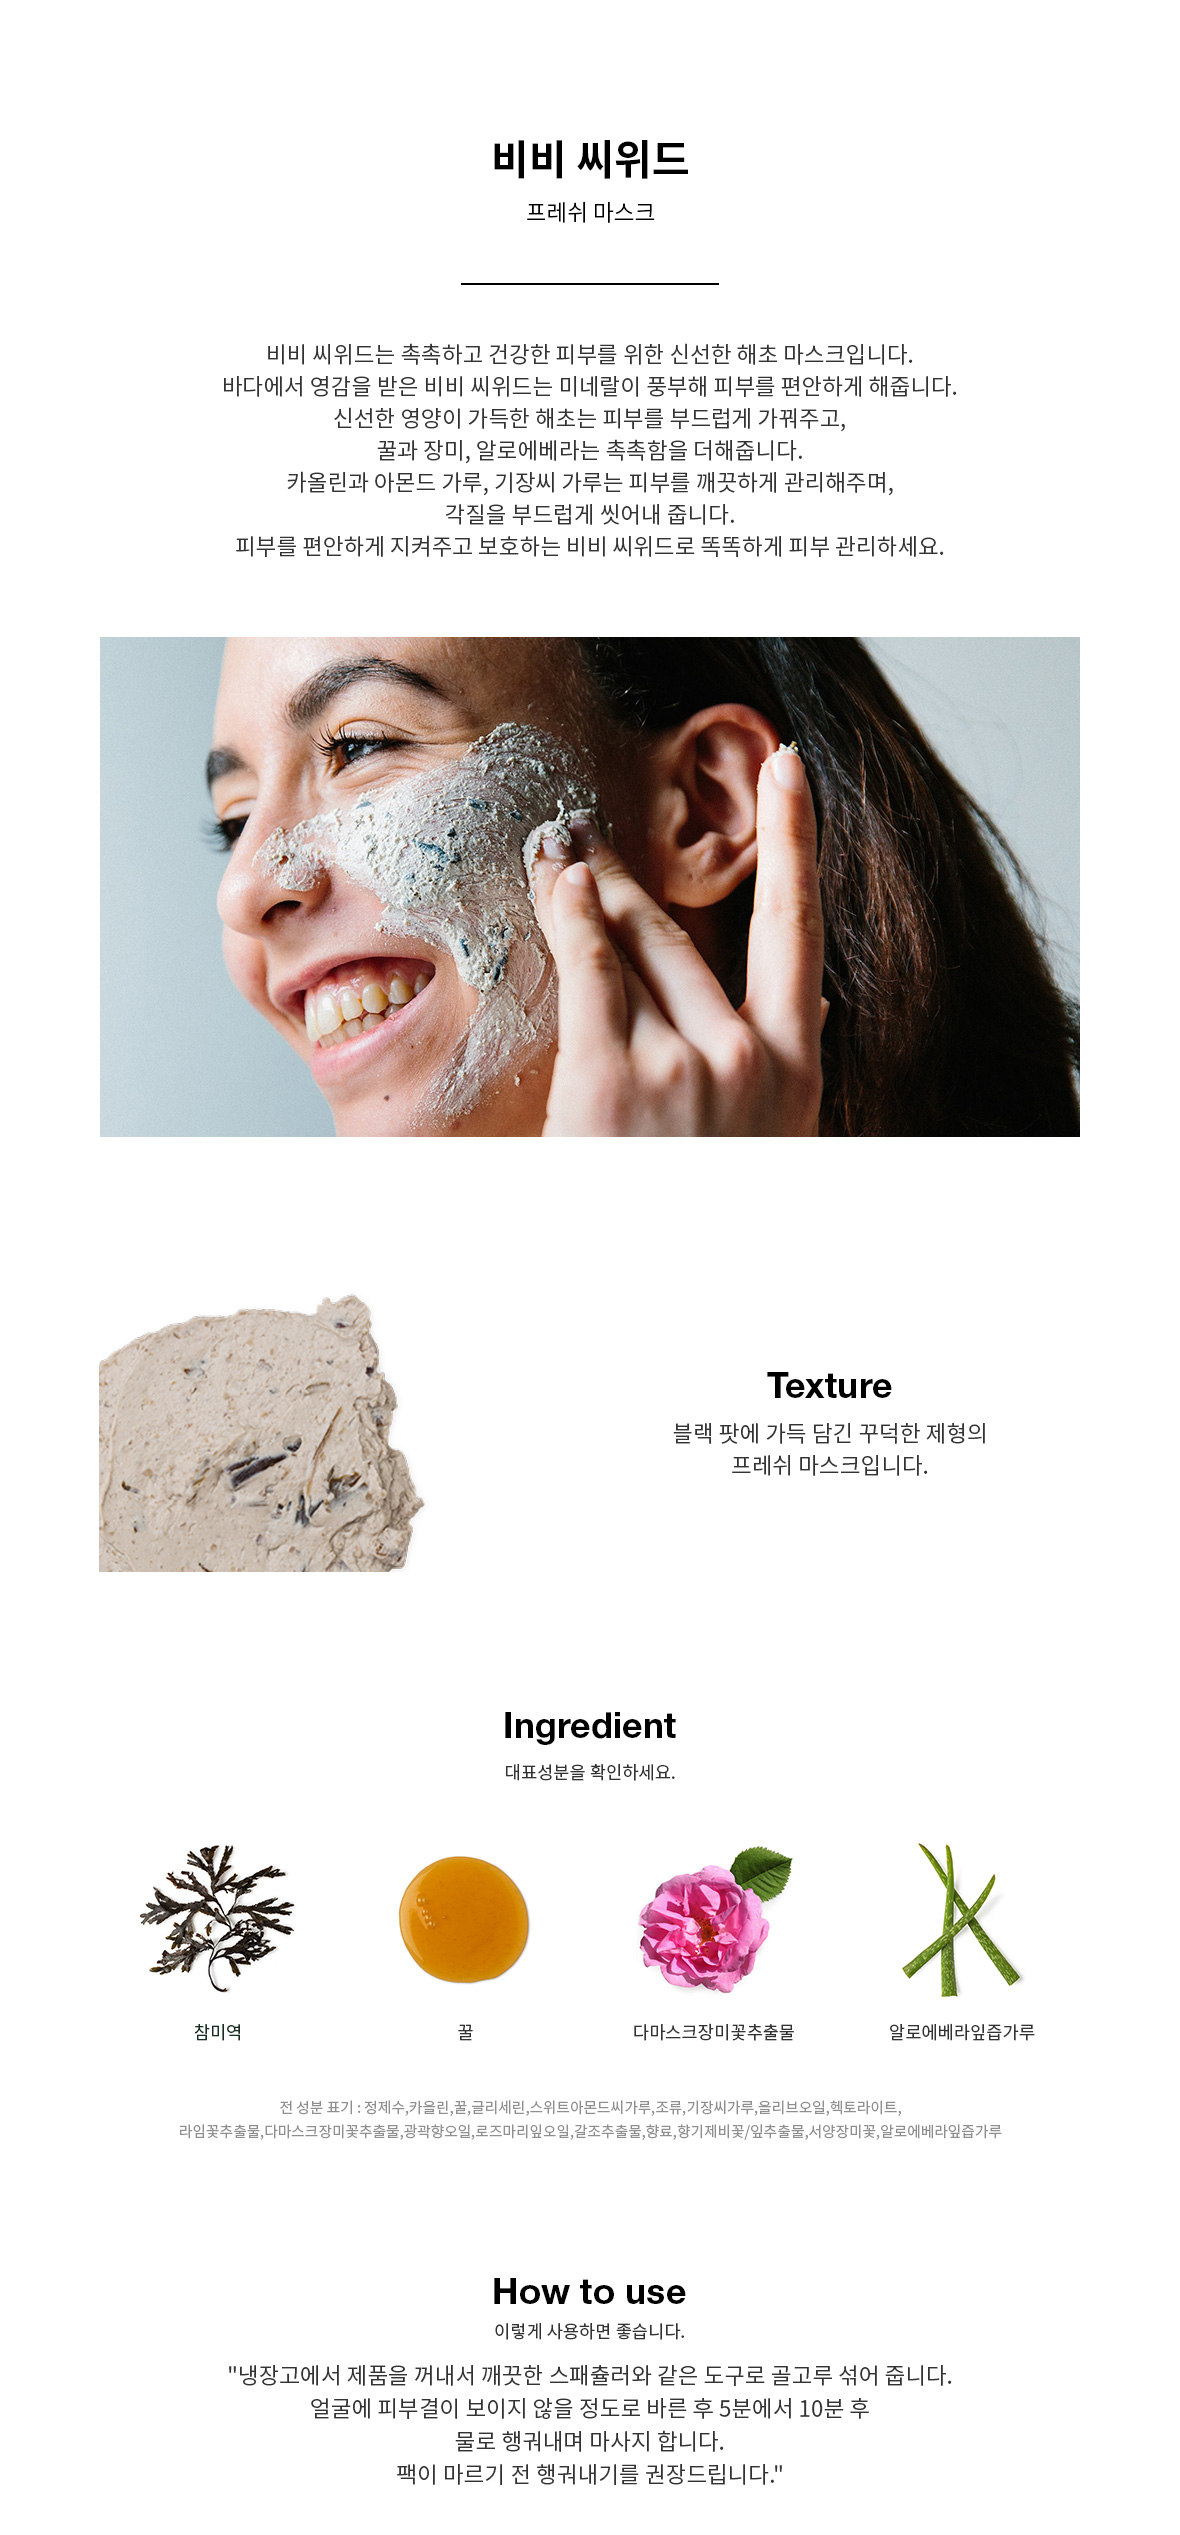 비비 씨위드
프레쉬 마스크
비비 씨위드는 촉촉하고 건강한 피부를 위한 신선한 해초 마스크입니다.
바다에서 영감을 받은 비비 씨위드는 미네랄이 풍부해 피부를 편안하게 해줍니다.
신선한 영양이 가득한 해초는 피부를 부드럽게 가꿔주고,
꿀과 장미, 알로에베라는 촉촉함을 더해줍니다.
카올린과 아몬드 가루, 기장씨 가루는 피부를 깨끗하게 관리해주며,
각질을 부드럽게 씻어내 줍니다.
피부를 편안하게 지켜주고 보호하는 비비 씨위드로 똑똑하게 피부 관리하세요.
Texture
블랙 팟에 가득 담긴 꾸덕한 제형의
프레쉬 마스크입니다.
Ingredient
대표성분을 확인하세요.
참미역
꿀
다마스크장미꽃추출물
알로에베라잎즙가루
전 성분 표기 : 정제수,카올린,꿀,글리세린,스위트아몬드씨가루,조류,기장씨가루,올리브오일,헥토라이트,
라임꽃추출물,다마스크장미꽃추출물,광곽향오일,로즈마리잎오일,갈조추출물,향료,향기제비꽃/잎추출물,서양장미꽃,알로에베라잎즙가루
How to use
이렇게 사용하면 좋습니다.
"냉장고에서 제품을 꺼내서 깨끗한 스패츌러와 같은 도구로 골고루 섞어 줍니다.
얼굴에 피부결이 보이지 않을 정도로 바른 후 5분에서 10분 후
물로 행궈내며 마사지 합니다.
팩이 마르기 전 행궈내기를 권장드립니다."